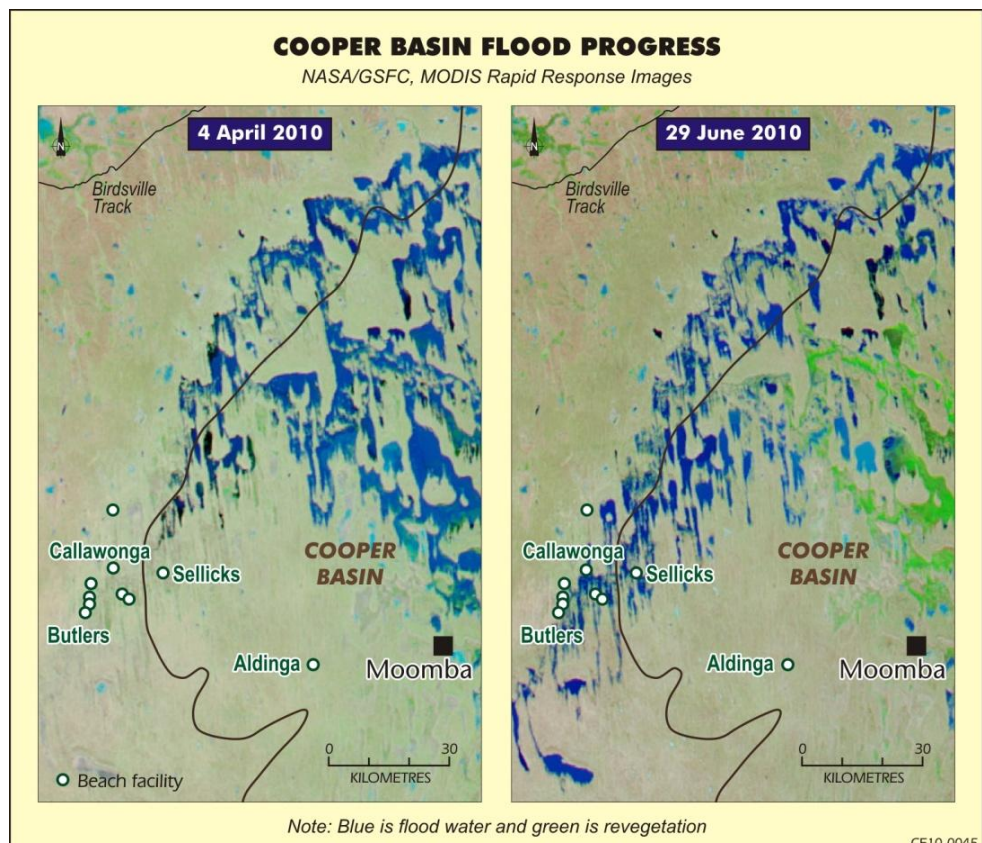 COOPER BASIN FLOOD PROGRESS
NASA/GSFC, MODIS Rapid Response Images
4 April 2010
N
Birdsville
Track
Callawonga
Sellicks
Butlers
COOPER
BASIN
Aldinga
Moomba
0 30
KILOMETRES
Beach facility
29 June 2010
N
Birdsville
Track
Callawonga
Sellicks
Butlers
COOPER
BASIN
Aldinga
Moomba
0 30
KILOMETRES
Note: Blue is flood water and green is revegetation